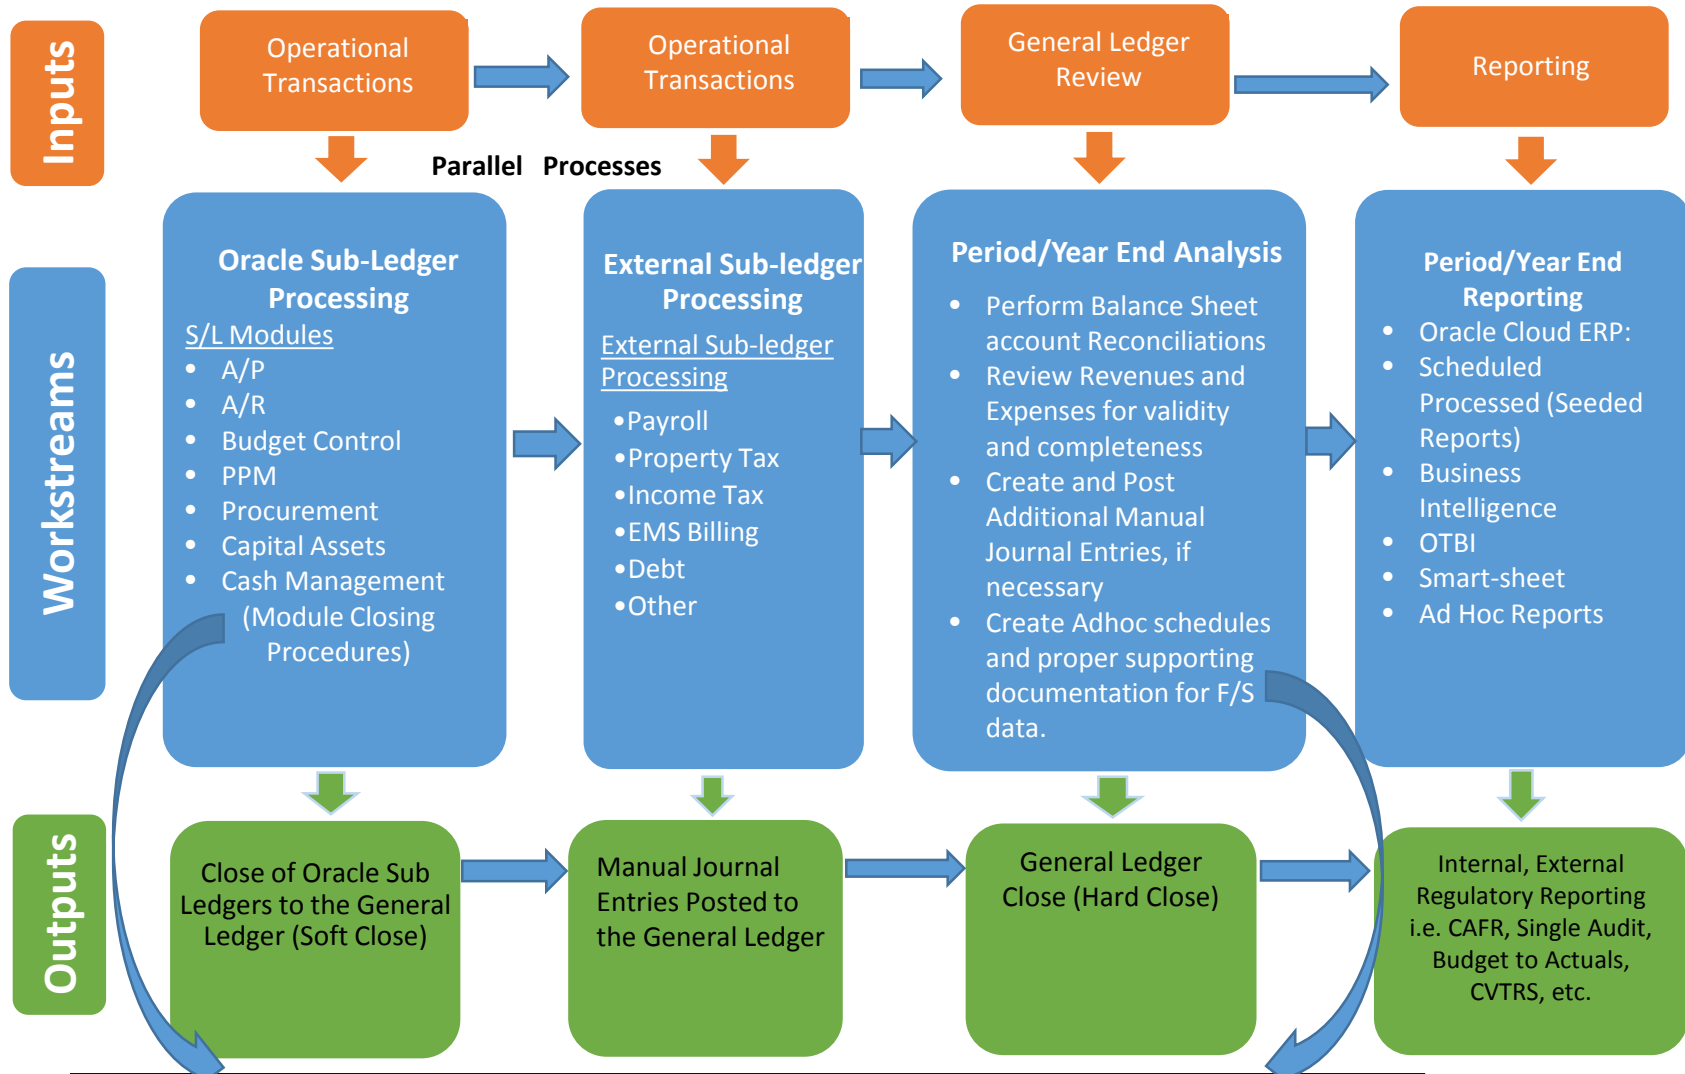 Inputs
Operational
Transactions
Operational
Transactions
General Ledger
Review
Reporting
Parallel Processes
Workstreams
Oracle Sub-Ledger
Processing
S/L Modules
• A/P
• A/R
• Budget Control
• PPM
• Procurement
• Capital Assets
• Cash Management
(Module Closing
Procedures)
External Sub-ledger
Processing
External Sub-ledger
Processing
•Payroll
•Property Tax
•Income Tax
•EMS Billing
•Debt
•Other
Period/Year End Analysis
• Perform Balance Sheet
account Reconciliations
• Review Revenues and
Expenses for validity
and completeness
• Create and Post
Additional Manual
Journal Entries, if
necessary
• Create Adhoc schedules
and proper supporting
documentation for F/S
data.
Period/Year End
Reporting
• Oracle Cloud ERP:
• Scheduled
Processed (Seeded
Reports)
• Business
Intelligence
• OTBI
• Smart-sheet
• Ad Hoc Reports
Outputs
Close of Oracle Sub
Ledgers to the General
Ledger (Soft Close)
Manual Journal
Entries Posted to
the General Ledger
General Ledger
Close (Hard Close)
Internal, External
Regulatory Reporting
i.e. CAFR, Single Audit,
Budget to Actuals,
CVTRS, etc.